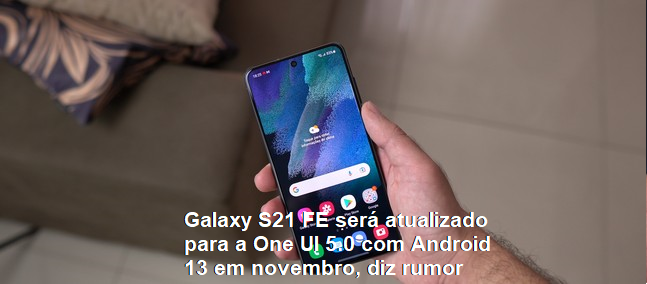 Galaxy S21 FE será atualizado
para a One UI 5.0 com Android
13 em novembro, diz rumor